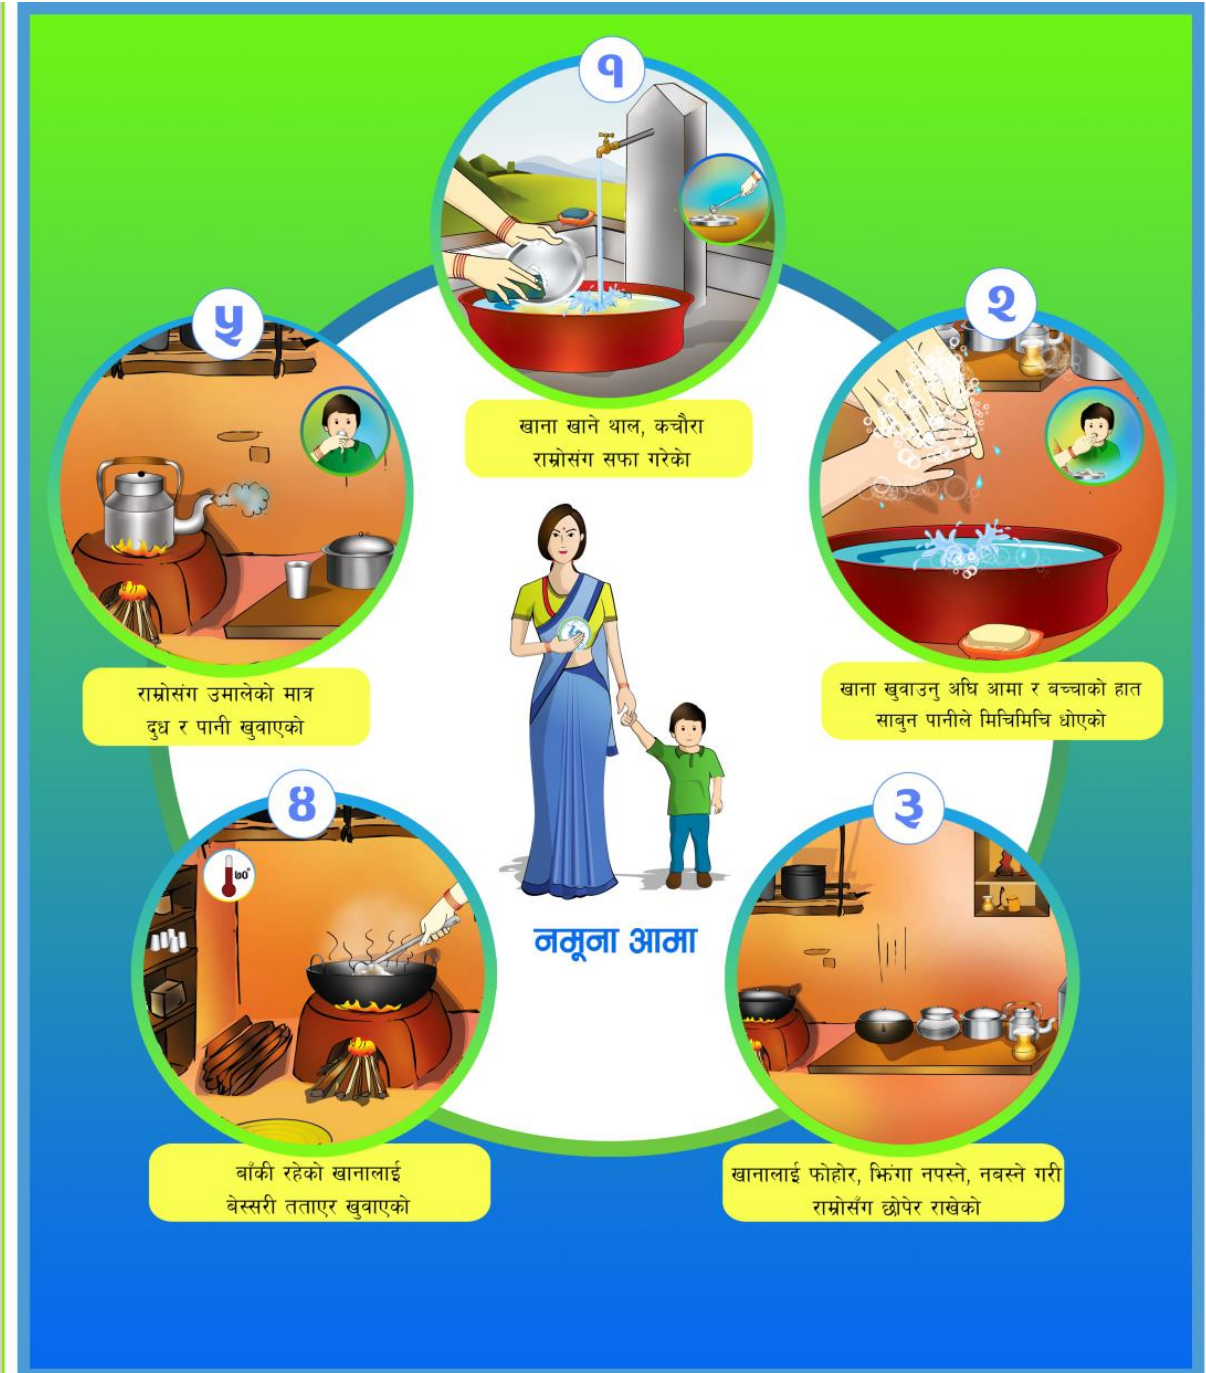 १
खाना खाने थाल, कचौरा
राम्रोसंग सफा गरेको
२
खाना खुवाउनु अघि आमा र बच्चाको हात
साबुन पानीले मिचिमिचि धोएको
३
खानालाई फोहोर, झिंगा नपस्ने, नबस्ने गरी
राम्रोसँग छोपेर राखेको
४
७०°
बाँकी रहेको खानालाई
बेस्सरी तताएर खुवाएको
५
राम्रोसंग उमालेको मात्र
दुध र पानी खुवाएको
नमूना आमा